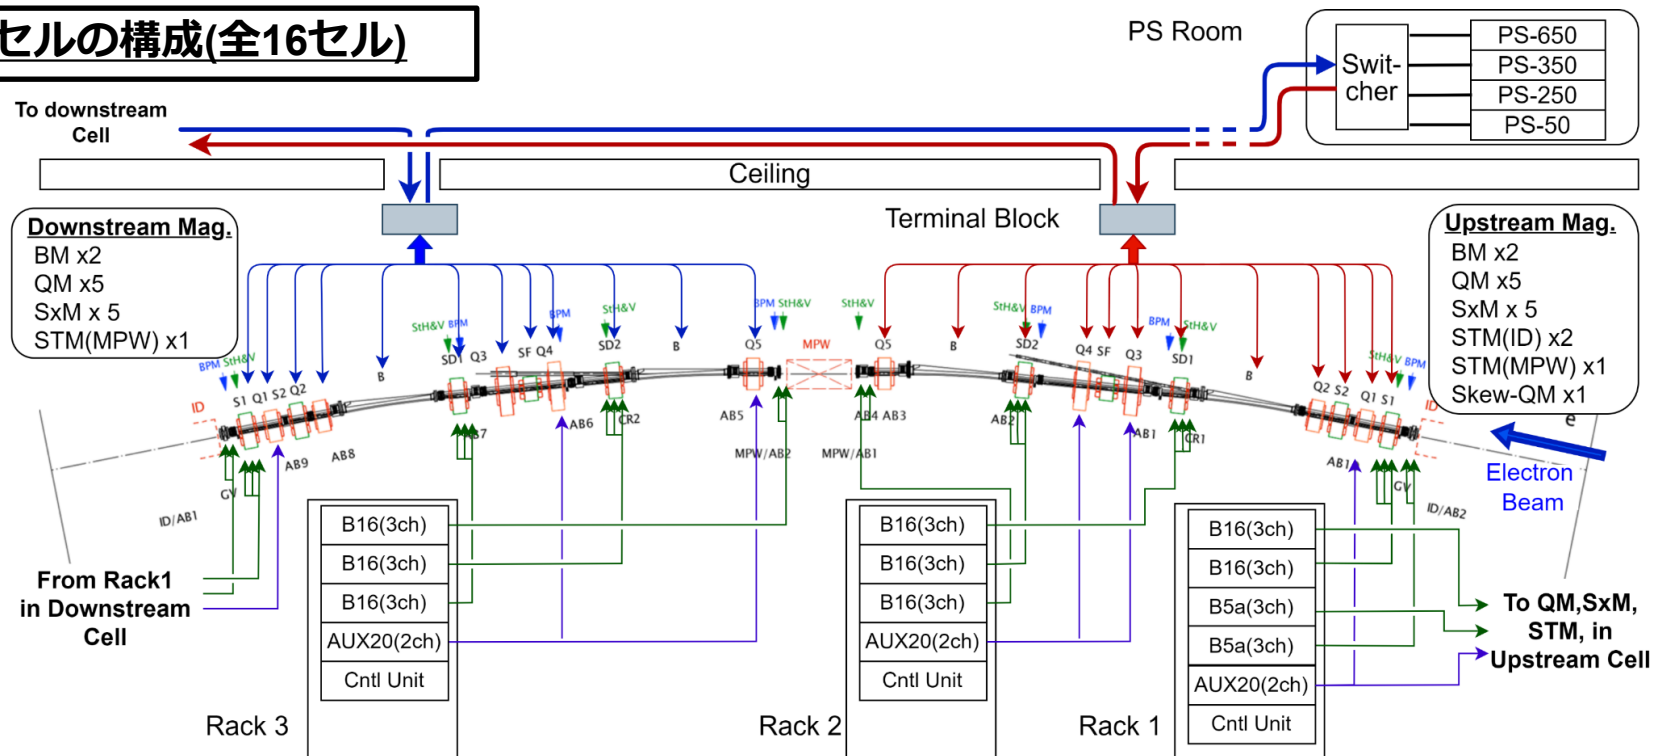 セルの構成(全16セル)
PS Room
Swit-
cher
PS-650
PS-350
PS-250
PS-50
To downstream
Cell
Ceiling
Terminal Block
Downstream Mag.
BM x2
QM x5
SxM x 5
STM(MPW) x1
Upstream Mag.
BM x2
QM x5
SxM x 5
STM(ID) x2
STM(MPW) x1
Skew-QM x1
e
Electron
Beam
BPM StH&V
ID
S1 Q1 S2 Q2
B
StH&V BPM
SD1 Q3
SF Q4
BPM
StH&V
SD2
B
BPM StH&V
Q5
MPW
StH&V
Q5
B
StH&V BPM
SD2
Q4 SF Q3
BPM StH&V
SD1
B
Q2 S2 Q1 S1
StH&V BPM
ID
GV
ID/AB1
AB9
AB8
AB6
CR2
AB5
MPW/AB2
MPW/AB1
AB4 AB3
AB2
AB1
CR1
AB1
GV
ID/AB2
From Rack1
in Downstream
Cell
B16(3ch)
B16(3ch)
B16(3ch)
AUX20(2ch)
Cntl Unit
Rack 3
B16(3ch)
B16(3ch)
B16(3ch)
AUX20(2ch)
Cntl Unit
Rack 2
B16(3ch)
B16(3ch)
B5a(3ch)
B5a(3ch)
AUX20(2ch)
Cntl Unit
Rack 1
To QM,SxM,
STM, in
Upstream Cell